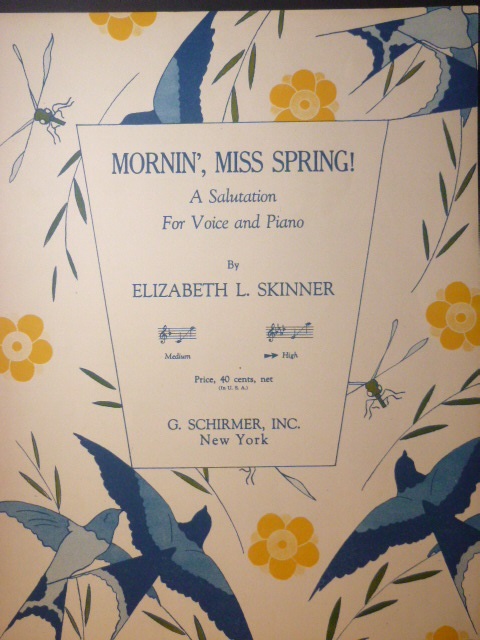 MORNIN', MISS SPRING!
A Salutation
For Voice and Piano
By
ELIZABETH L. SKINNER
Medium
High
Price, 40 cents, net
(In U. S. A.)
G. SCHIRMER, INC.
New York